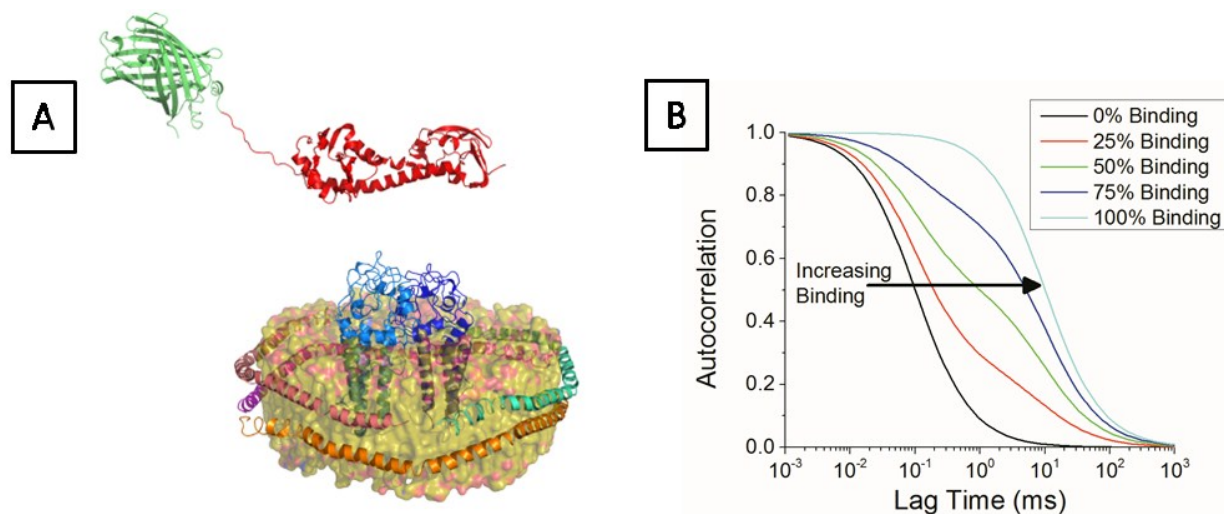 A
B
0% Binding
25% Binding
50% Binding
75% Binding
100% Binding
Increasing
Binding
Autocorrelation
1.0
0.8
0.6
0.4
0.2
0.0
10⁻³ 10⁻² 10⁻¹ 10⁰ 10¹ 10² 10³
Lag Time (ms)